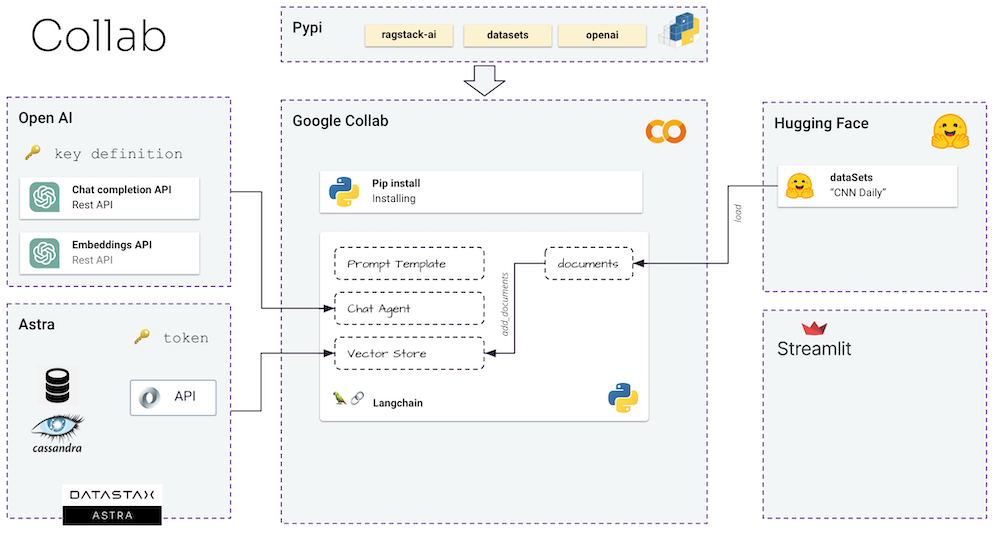 Collab
Pypi
ragstack-ai
datasets
openai
Open AI
key definition
Chat completion API
Rest API
Embeddings API
Rest API
Astra
token
API
cassandra
DATASTAX
ASTRA
Google Collab
Pip install
Installing
Prompt Template
documents
Chat Agent
add_documents
Vector Store
Langchain
load
Hugging Face
dataSets
“CNN Daily”
Streamlit